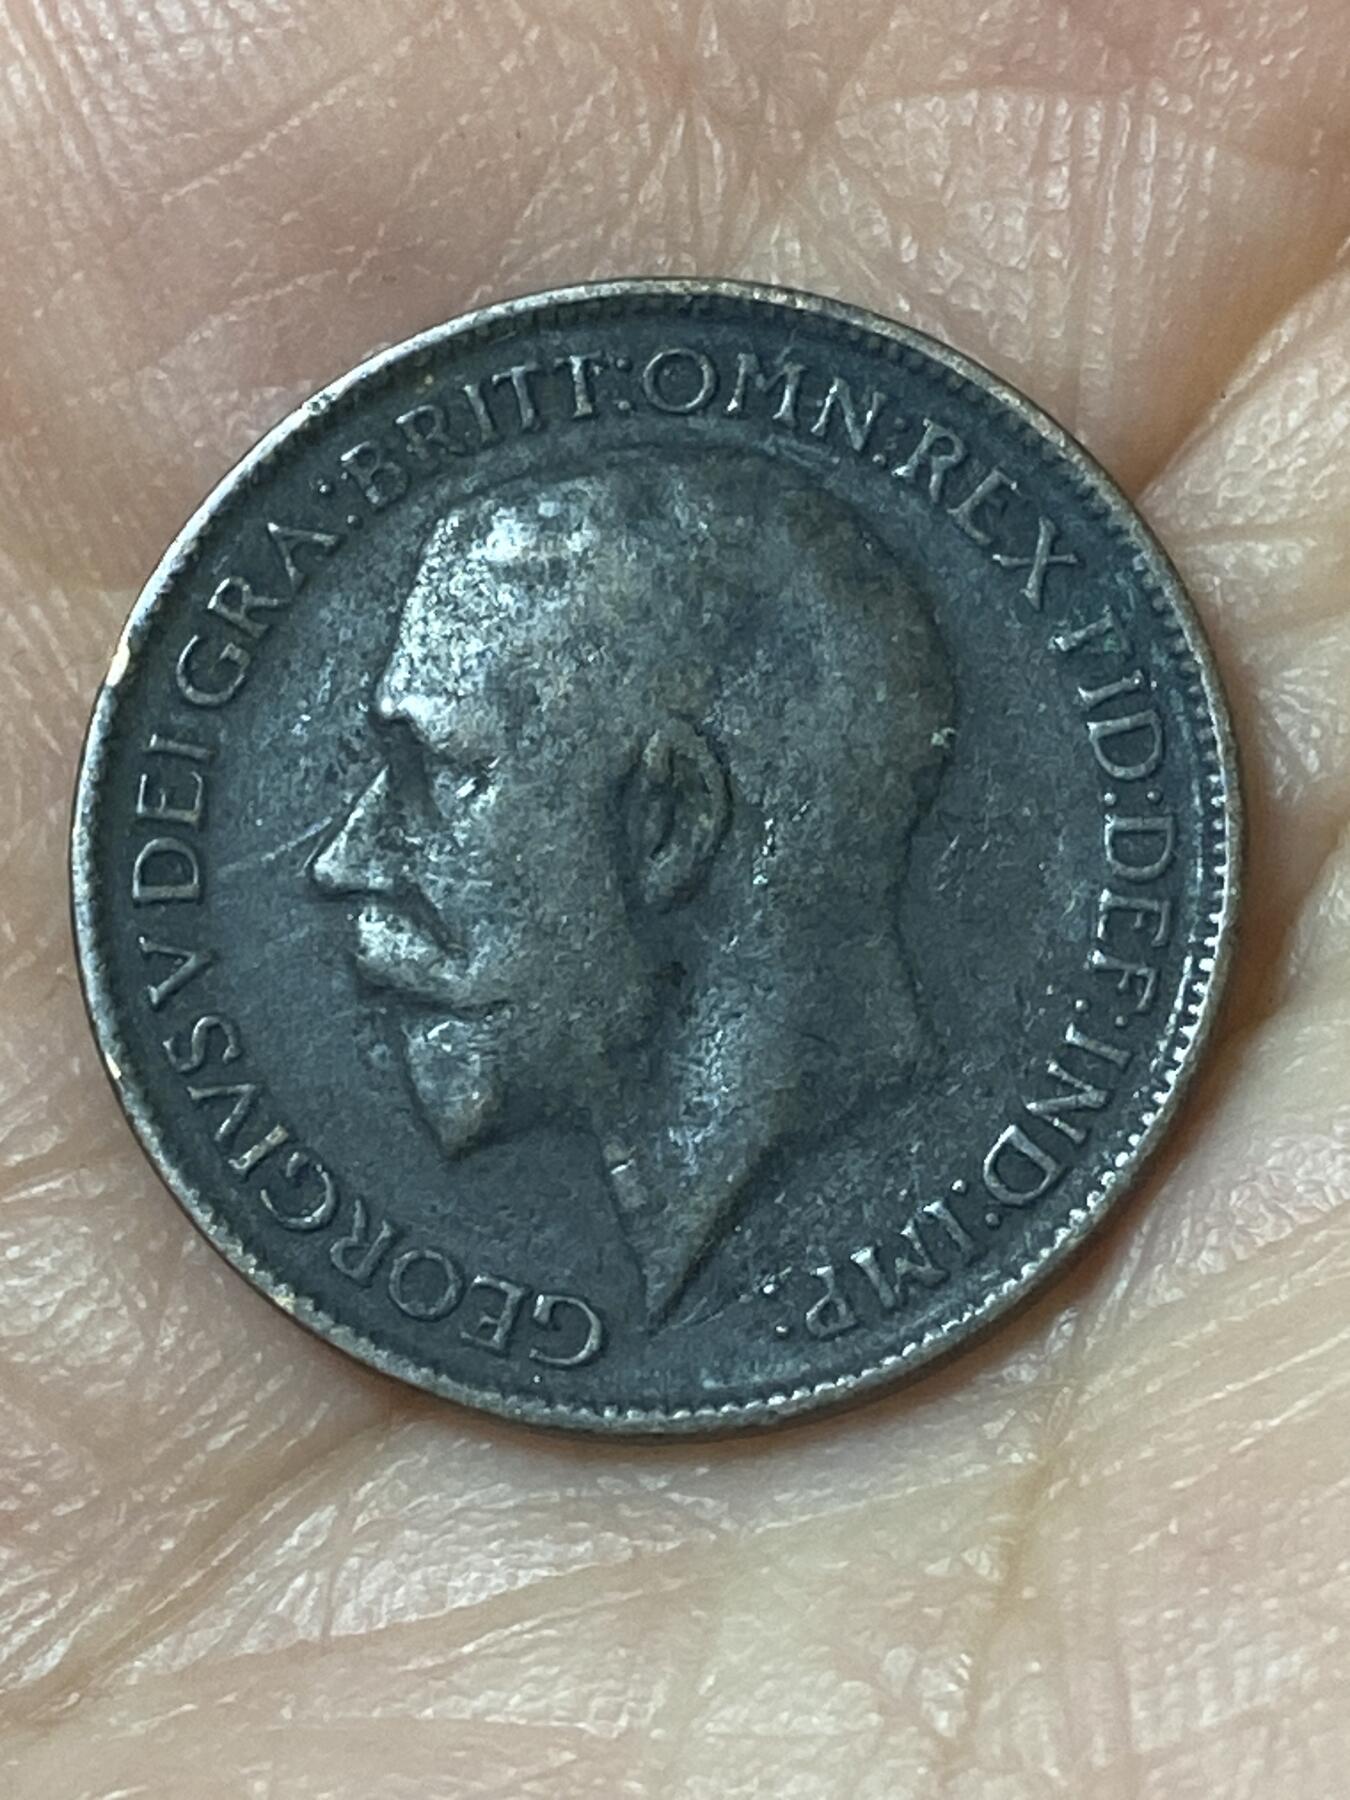 GEORGIVS V DEI GRA: BRITT: OMN: REX FID: DEF: IND: IMP: